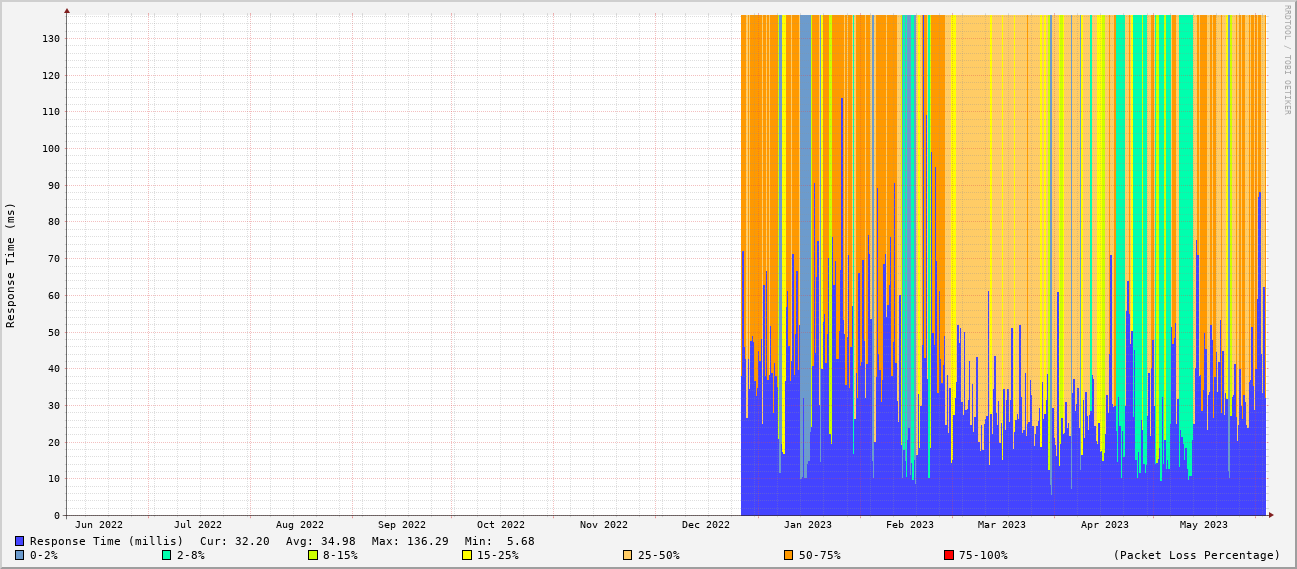 RRDTOOL / TOBI OETIKER
Response Time (ms)
130
120
110
100
90
80
70
60
50
40
30
20
10
0
Jun 2022 Jul 2022 Aug 2022 Sep 2022 Oct 2022 Nov 2022 Dec 2022 Jan 2023 Feb 2023 Mar 2023 Apr 2023 May 2023
Response Time (millis) Cur: 32.20 Avg: 34.98 Max: 136.29 Min: 5.68
0-2% 2-8% 8-15% 15-25% 25-50% 50-75% 75-100% (Packet Loss Percentage)